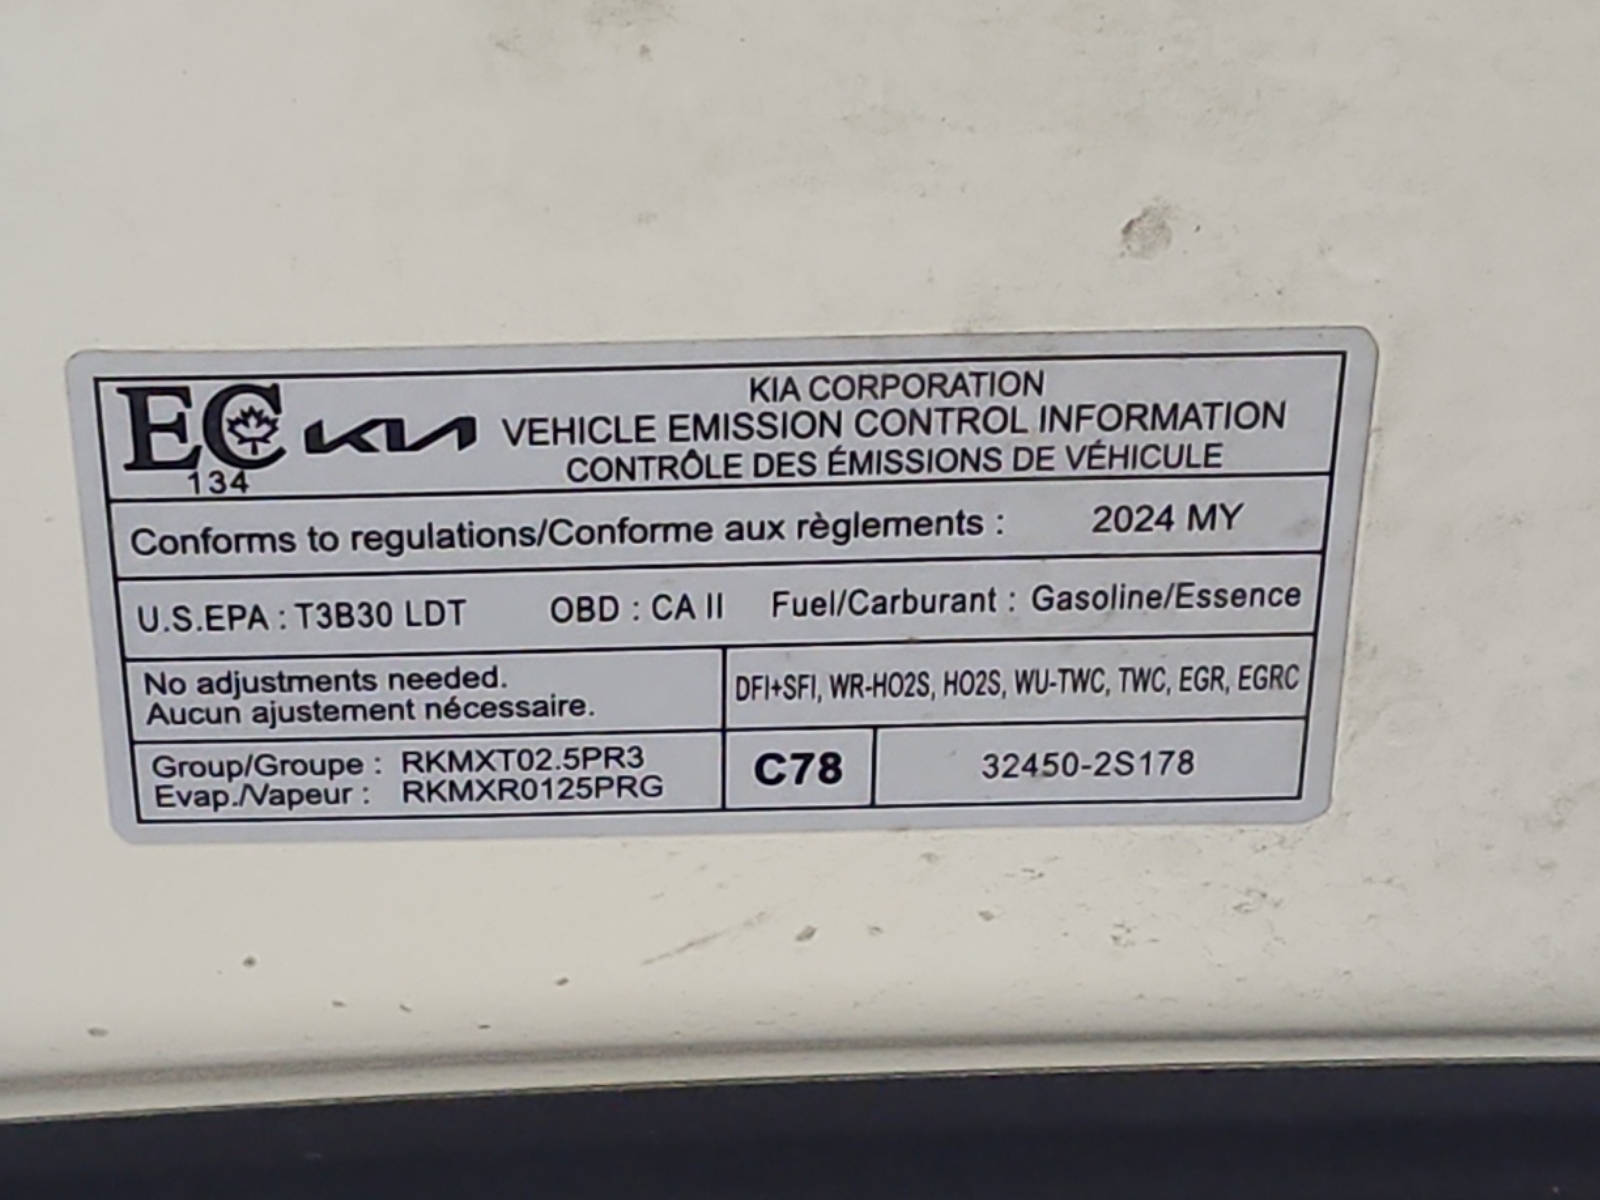 EC
134
KIA
KIA CORPORATION
VEHICLE EMISSION CONTROL INFORMATION
CONTRÔLE DES ÉMISSIONS DE VÉHICULE
Conforms to regulations/Conforme aux règlements : 2024 MY
U.S.EPA : T3B30 LDT OBD : CA II Fuel/Carburant : Gasoline/Essence
No adjustments needed.
Aucun ajustement nécessaire.
DFI+SFI, WR-HO2S, HO2S, WU-TWC, TWC, EGR, EGRC
Group/Groupe : RKMXT02.5PR3
Evap./Vapeur : RKMXR0125PRG
C78
32450-2S178